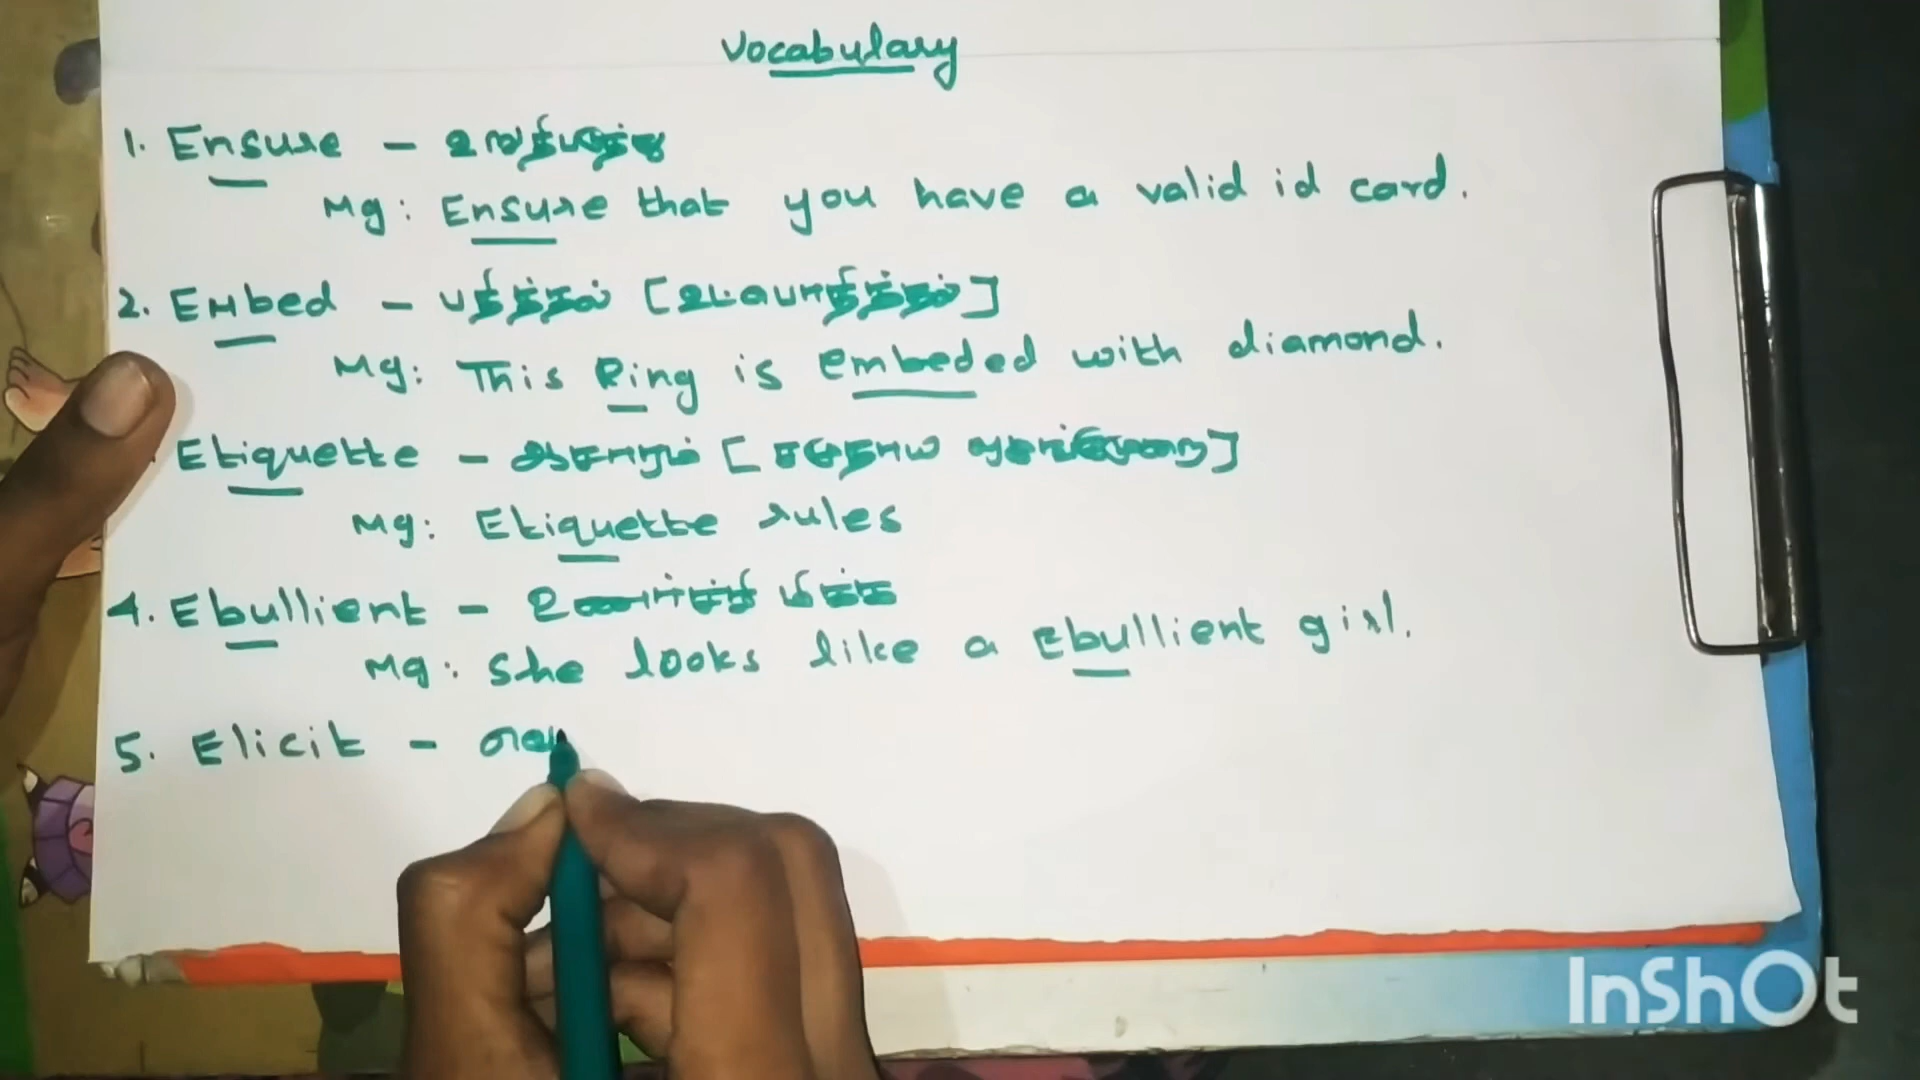 Vocabulary
1. Ensure - உறுதிபடுத்து
Mg: Ensure that you have a valid id card.
2. Embed - பதித்தல் [உட்பொதித்தல்]
Mg: This Ring is embeded with diamond.
Etiquette - ஆசாரம் [சமுதாய]
Mg: Etiquette rules
4. Ebullient - உணர்ச்சி மிக்க
Mg: She looks like a Ebullient girl.
5. Elicit -
InShOt